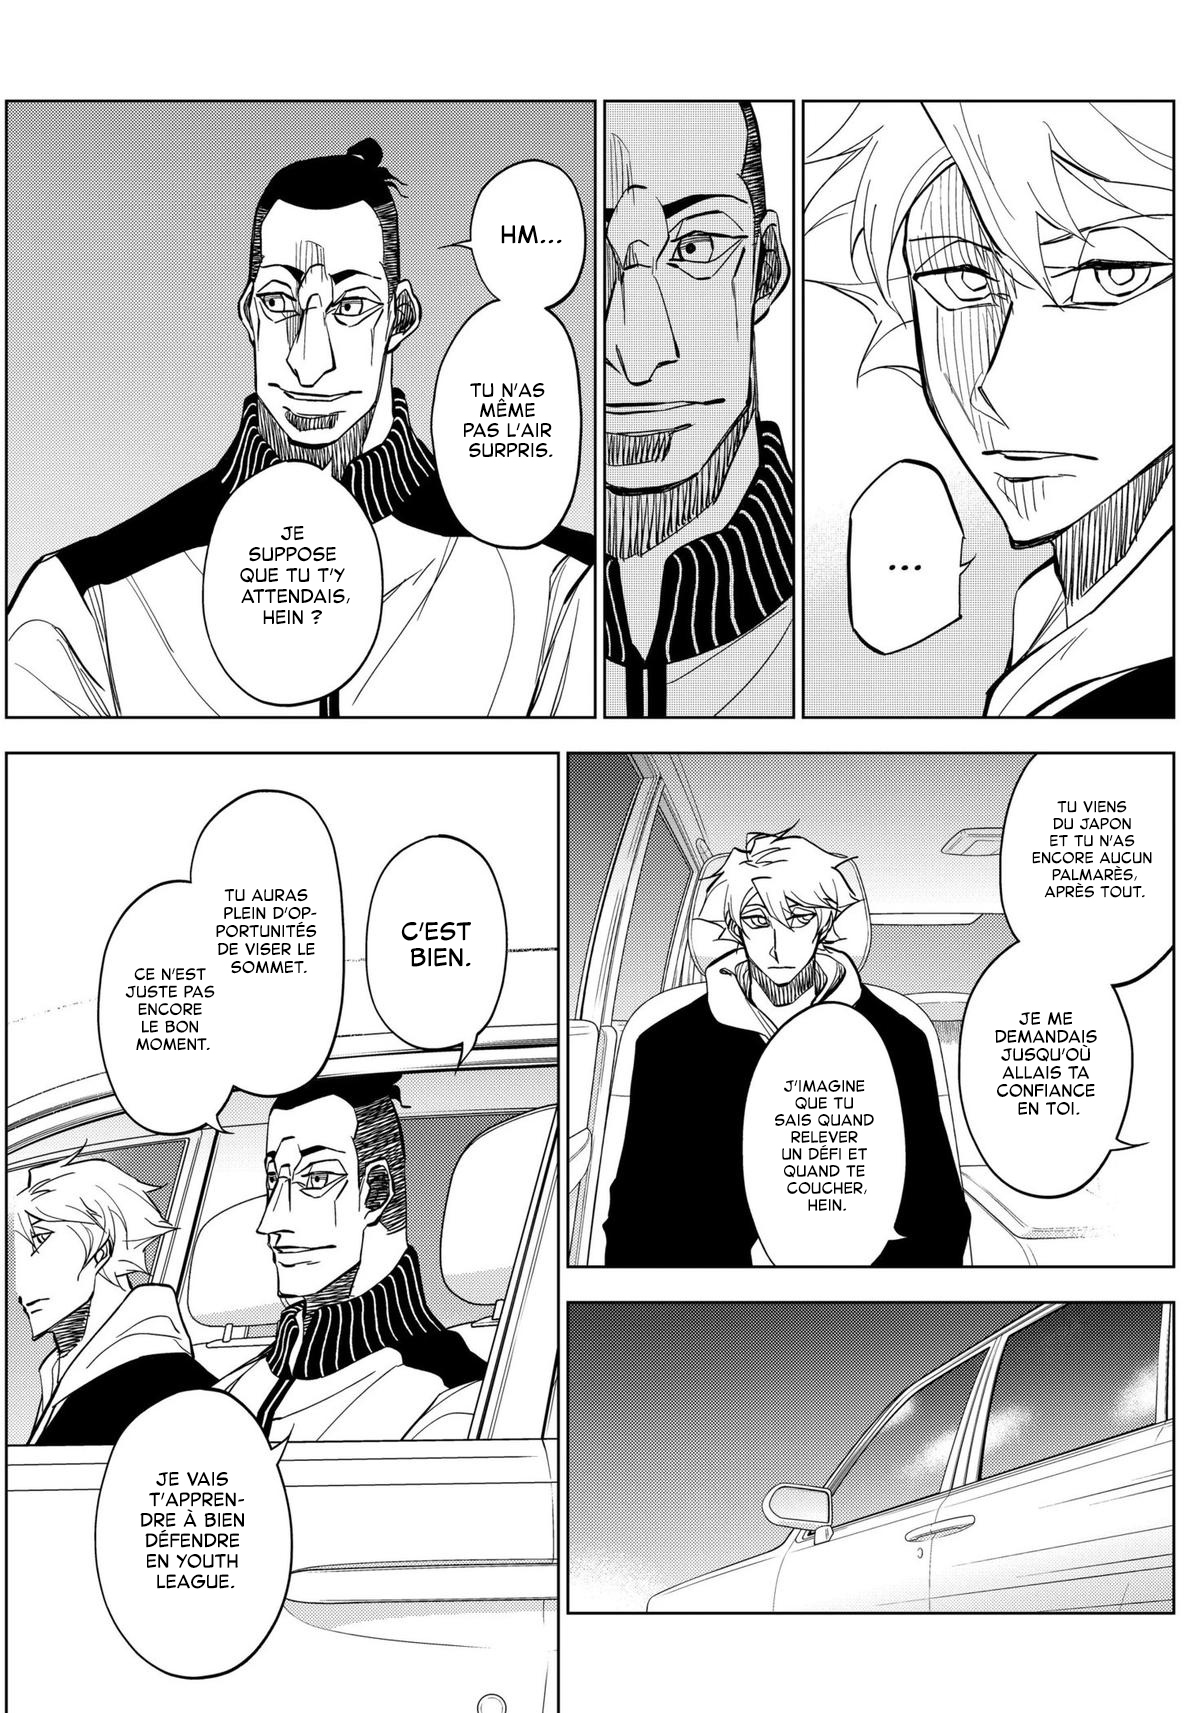 ...
HM...
TU N'AS
MÊME
PAS L'AIR
SURPRIS.
JE
SUPPOSE
QUE TU T'Y
ATTENDAIS,
HEIN ?
TU VIENS
DU JAPON
ET TU N'AS
ENCORE AUCUN
PALMARÈS,
APRÈS TOUT.
JE ME
DEMANDAIS
JUSQU'OÙ
ALLAIS TA
CONFIANCE
EN TOI.
J'IMAGINE
QUE TU
SAIS QUAND
RELEVER
UN DÉFI ET
QUAND TE
COUCHER,
HEIN.
C'EST
BIEN.
TU AURAS
PLEIN D'OP-
PORTUNITÉS
DE VISER LE
SOMMET.
CE N'EST
JUSTE PAS
ENCORE
LE BON
MOMENT.
JE VAIS
T'APPREN-
DRE À BIEN
DÉFENDRE
EN YOUTH
LEAGUE.